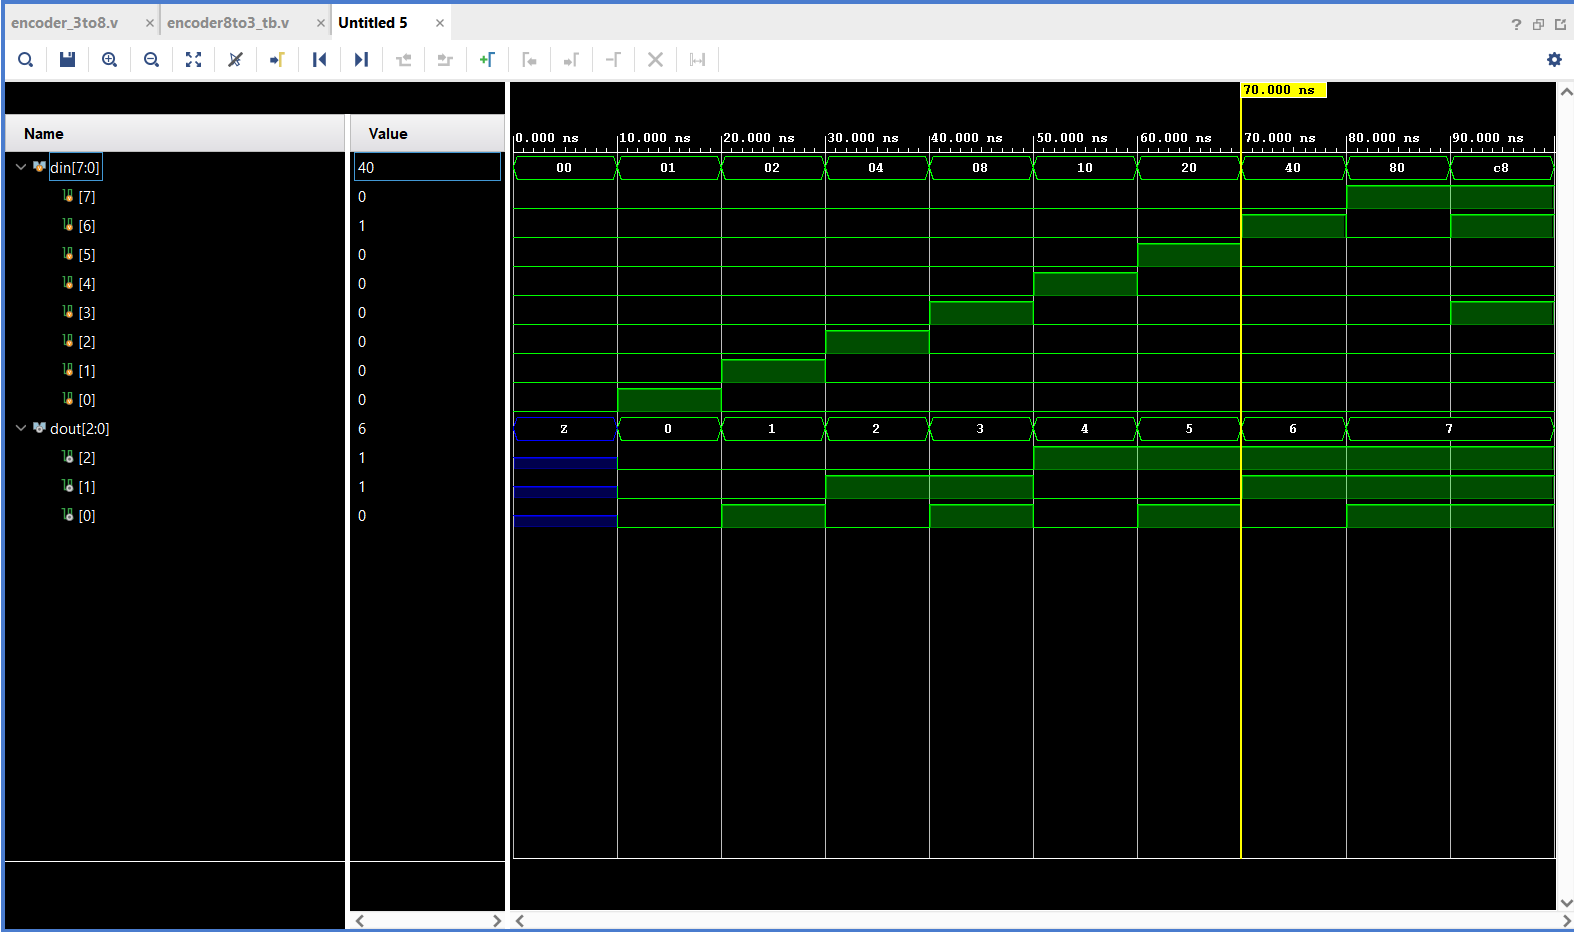 encoder_3to8.v × encoder8to3_tb.v × Untitled 5 ×
?
70.000 ns
Name Value
0.000 ns 10.000 ns 20.000 ns 30.000 ns 40.000 ns 50.000 ns 60.000 ns 70.000 ns 80.000 ns 90.000 ns
din[7:0] 40 00 01 02 04 08 10 20 40 80 c8
[7] 0
[6] 1
[5] 0
[4] 0
[3] 0
[2] 0
[1] 0
[0] 0
dout[2:0] 6 Z 0 1 2 3 4 5 6 7
[2] 1
[1] 1
[0] 0